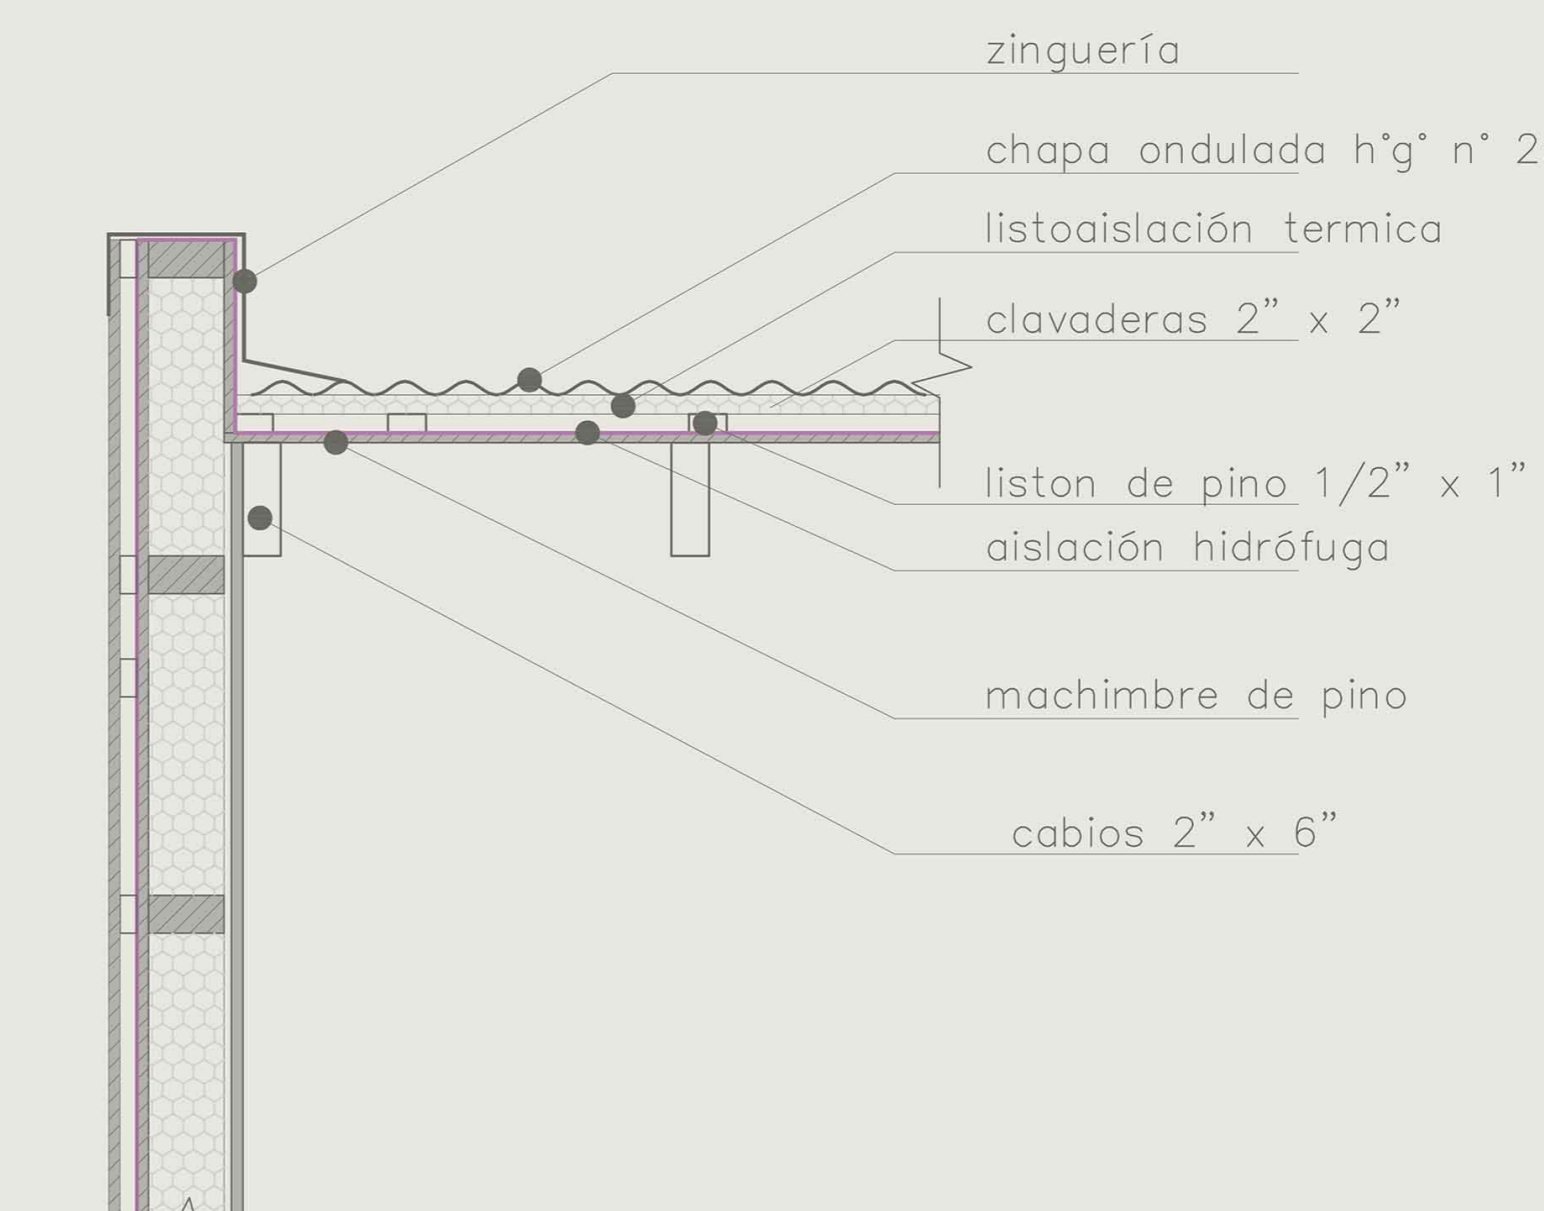 zinguería
chapa ondulada h°g° n° 2
listoaislación termica
clavaderas 2” x 2”
liston de pino 1/2” x 1”
aislación hidrófuga
machimbre de pino
cabios 2” x 6”